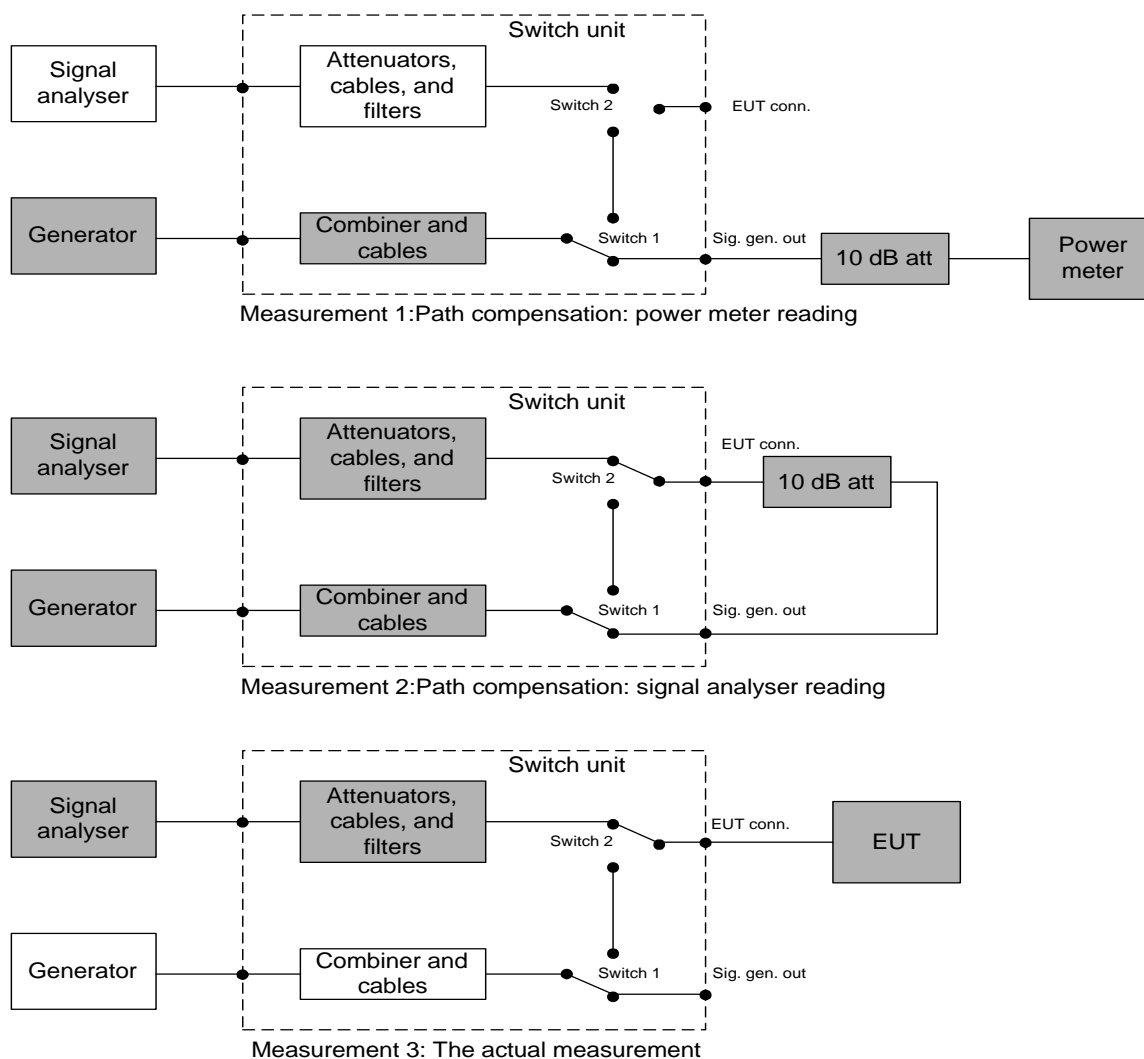 Switch unit
Signal
analyser
Attenuators,
cables, and
filters
Switch 2
EUT conn.
Generator
Combiner and
cables
Switch 1
Sig. gen. out
10 dB att
Power
meter
Measurement 1:Path compensation: power meter reading
Switch unit
Signal
analyser
Attenuators,
cables, and
filters
Switch 2
EUT conn.
10 dB att
Generator
Combiner and
cables
Switch 1
Sig. gen. out
Measurement 2:Path compensation: signal analyser reading
Switch unit
Signal
analyser
Attenuators,
cables, and
filters
Switch 2
EUT conn.
EUT
Generator
Combiner and
cables
Switch 1
Sig. gen. out
Measurement 3: The actual measurement